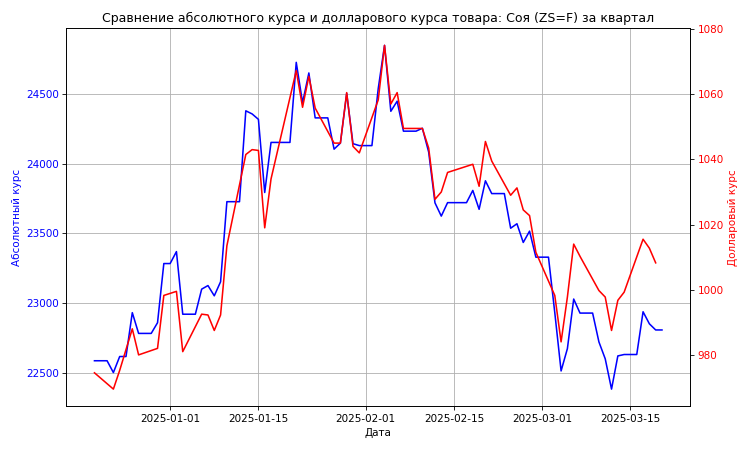 Сравнение абсолютного курса и долларового курса товара: Соя (ZS=F) за квартал
Абсолютный курс
24500
24000
23500
23000
22500
1080
1060
1040
1020
1000
980
Долларовый курс
2025-01-01 2025-01-15 2025-02-01 2025-02-15 2025-03-01 2025-03-15
Дата